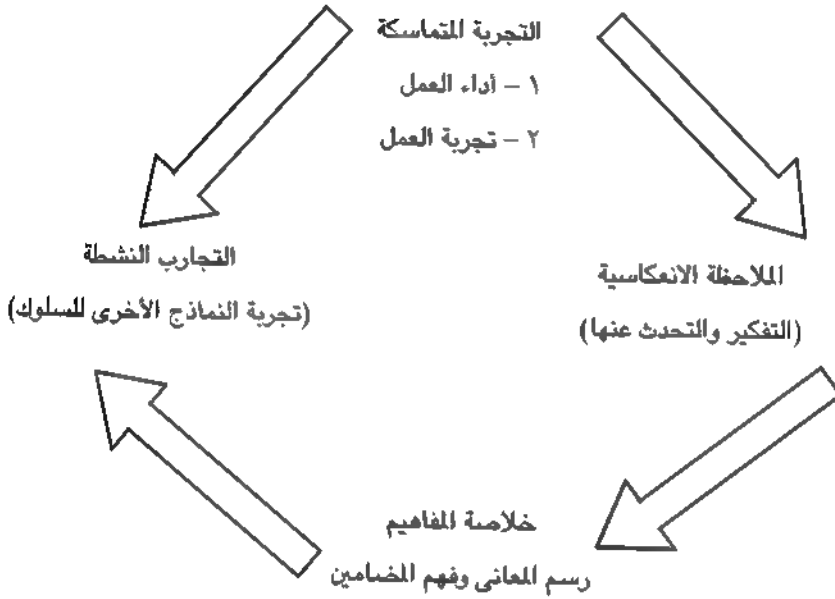 التجربة المتماسكة
١ – أداء العمل
٢ – تجربة العمل
الملاحظة الانعكاسية
(التفكير والتحدث عنها)
خلاصة المفاهيم
رسم المعانى وفهم المضامين
التجارب النشطة
(تجربة النماذج الأخرى للسلوك)